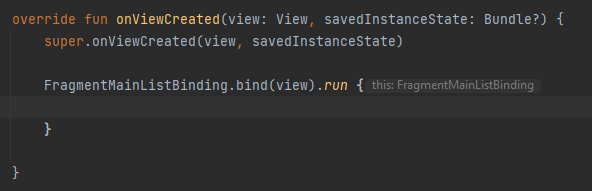 override fun onViewCreated(view: View, savedInstanceState: Bundle?) {
super.onViewCreated(view, savedInstanceState)
FragmentMainListBinding.bind(view).run { this: FragmentMainListBinding
}
}